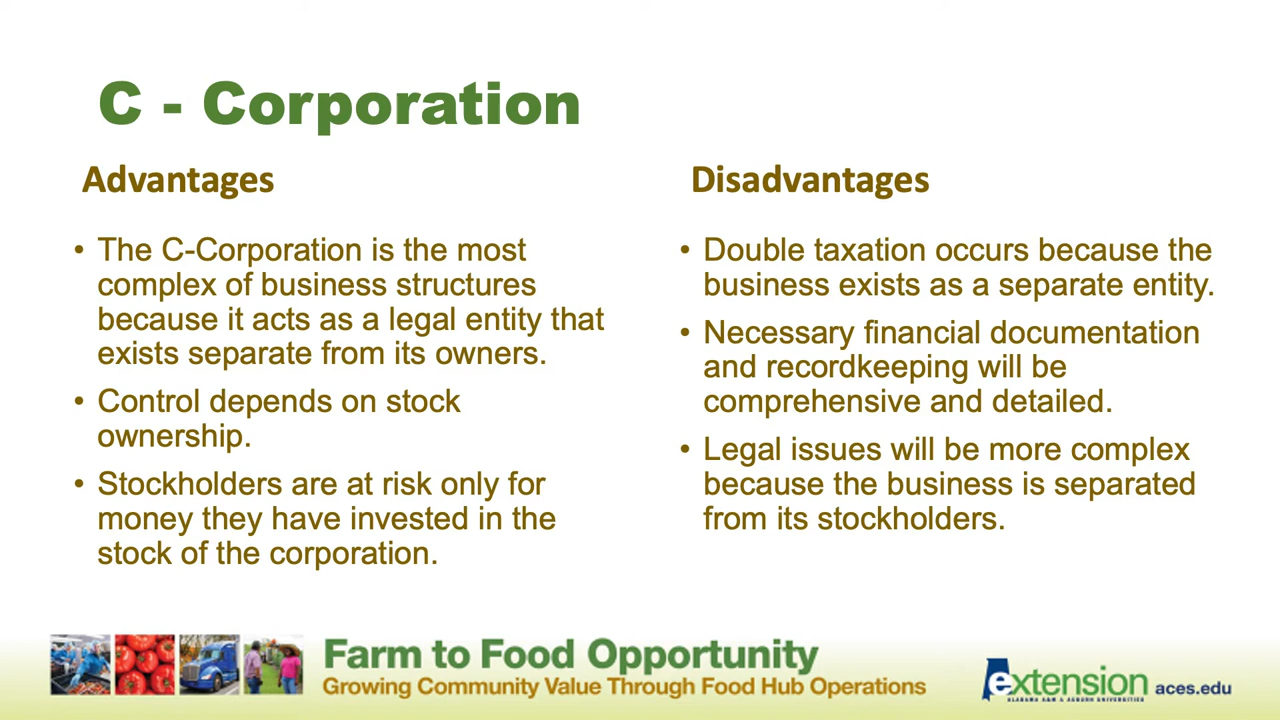 C - Corporation
Advantages
• The C-Corporation is the most
complex of business structures
because it acts as a legal entity that
exists separate from its owners.
• Control depends on stock
ownership.
• Stockholders are at risk only for
money they have invested in the
stock of the corporation.
Disadvantages
• Double taxation occurs because the
business exists as a separate entity.
• Necessary financial documentation
and recordkeeping will be
comprehensive and detailed.
• Legal issues will be more complex
because the business is separated
from its stockholders.
Farm to Food Opportunity
Growing Community Value Through Food Hub Operations
extension aces.edu
ALABAMA A&M & AUBURN UNIVERSITIES